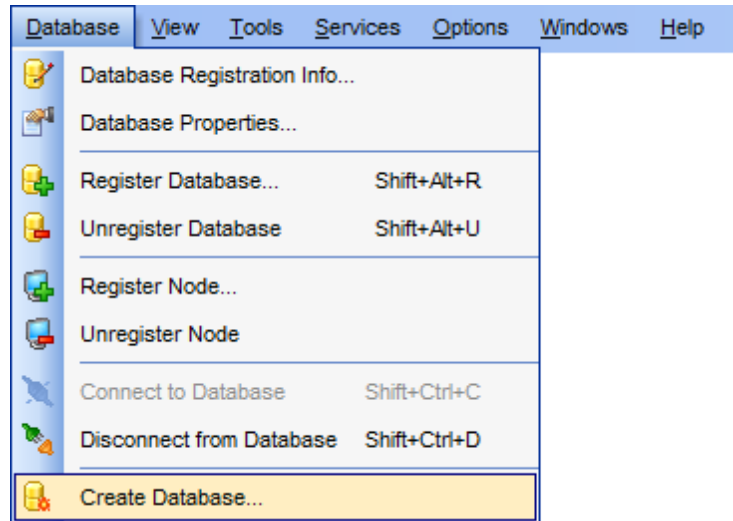 Database View Tools Services Options Windows Help
Database Registration Info...
Database Properties...
Register Database... Shift+Alt+R
Unregister Database Shift+Alt+U
Register Node...
Unregister Node
Connect to Database Shift+Ctrl+C
Disconnect from Database Shift+Ctrl+D
Create Database...